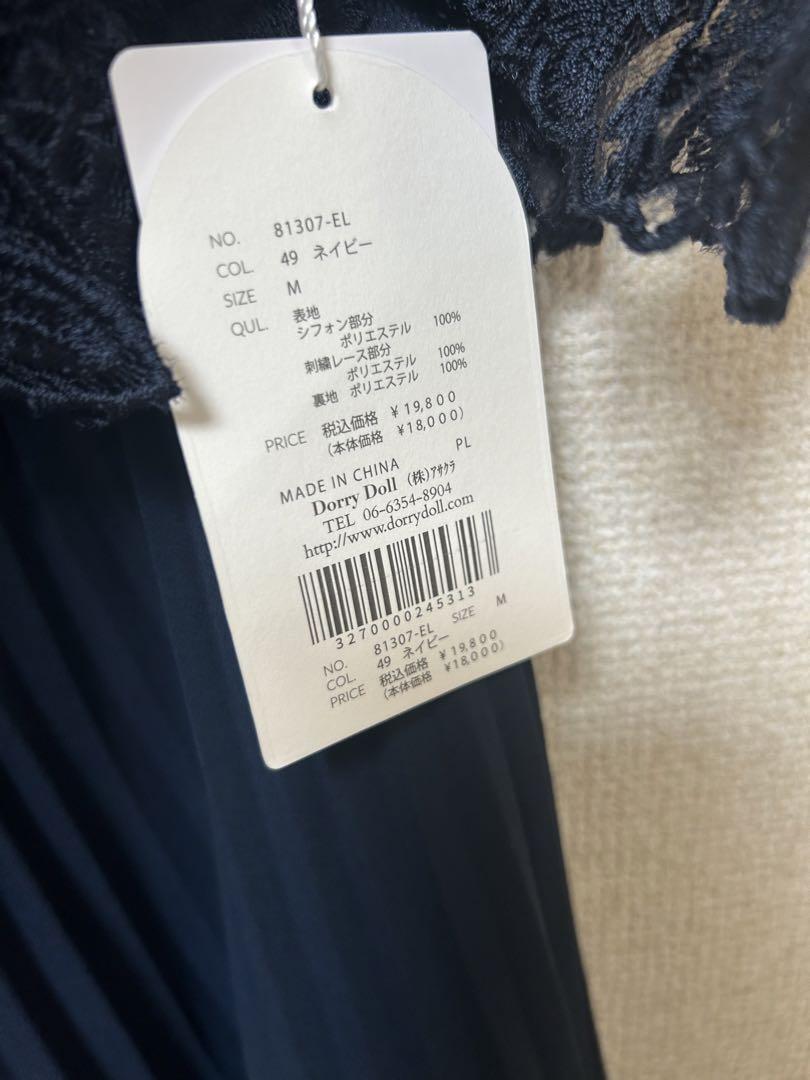 NO. 81307-EL
COL. 49 ネイビー
SIZE M
QUL. 表地
シフォン部分
ポリエステル 100%
刺繍レース部分
ポリエステル 100%
裏地 ポリエステル 100%
PRICE 税込価格 ¥19,800
(本体価格 ¥18,000)
PL
MADE IN CHINA
Dorry Doll (株)アサクラ
TEL 06-6354-8904
http://www.dorrydoll.com
3270000245313
NO. 81307-EL SIZE M
COL. 49 ネイビー
PRICE 税込価格 ¥19,800
(本体価格 ¥18,000)